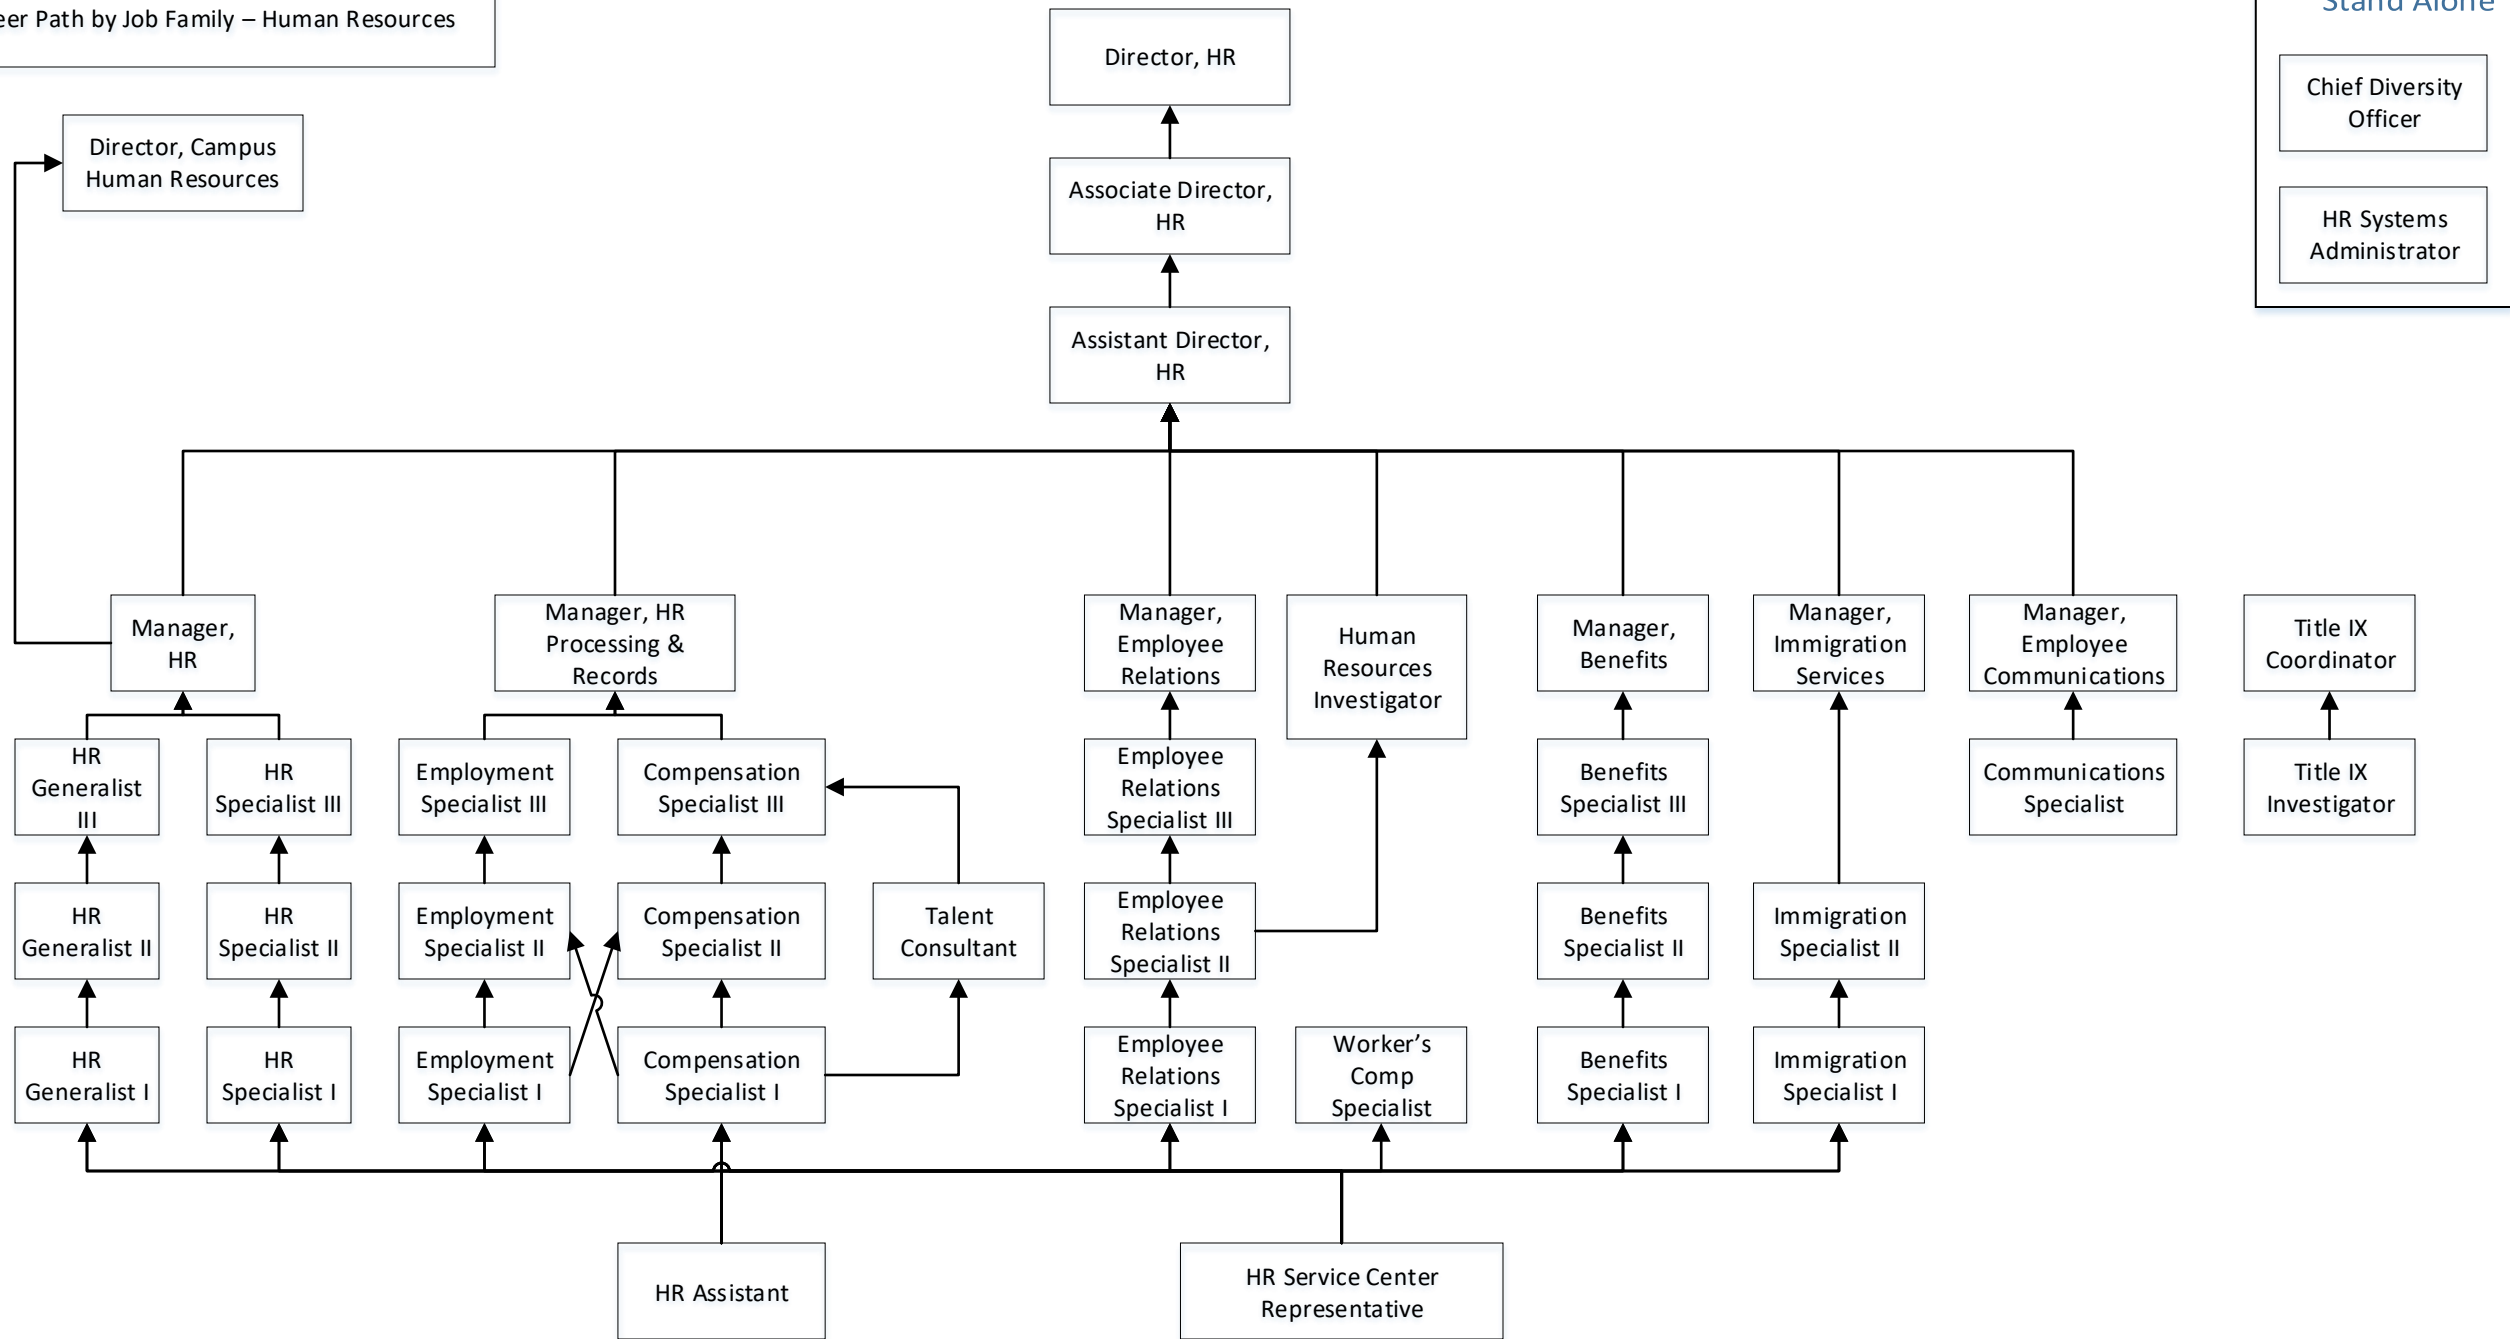 Path by Job Family – Human Resources
Stand Alone
Director, HR
Chief Diversity
Officer
Director, Campus
Human Resources
Associate Director,
HR
HR Systems
Administrator
Assistant Director,
HR
Manager,
HR
Manager, HR
Processing &
Records
Manager,
Employee
Relations
Human
Resources
Investigator
Manager,
Benefits
Manager,
Immigration
Services
Manager,
Employee
Communications
Title IX
Coordinator
HR
Generalist
III
HR
Specialist III
Employment
Specialist III
Compensation
Specialist III
Employee
Relations
Specialist III
Benefits
Specialist III
Communications
Specialist
Title IX
Investigator
HR
Generalist II
HR
Specialist II
Employment
Specialist II
Compensation
Specialist II
Talent
Consultant
Employee
Relations
Specialist II
Benefits
Specialist II
Immigration
Specialist II
HR
Generalist I
HR
Specialist I
Employment
Specialist I
Compensation
Specialist I
Employee
Relations
Specialist I
Worker’s
Comp
Specialist
Benefits
Specialist I
Immigration
Specialist I
HR Assistant
HR Service Center
Representative